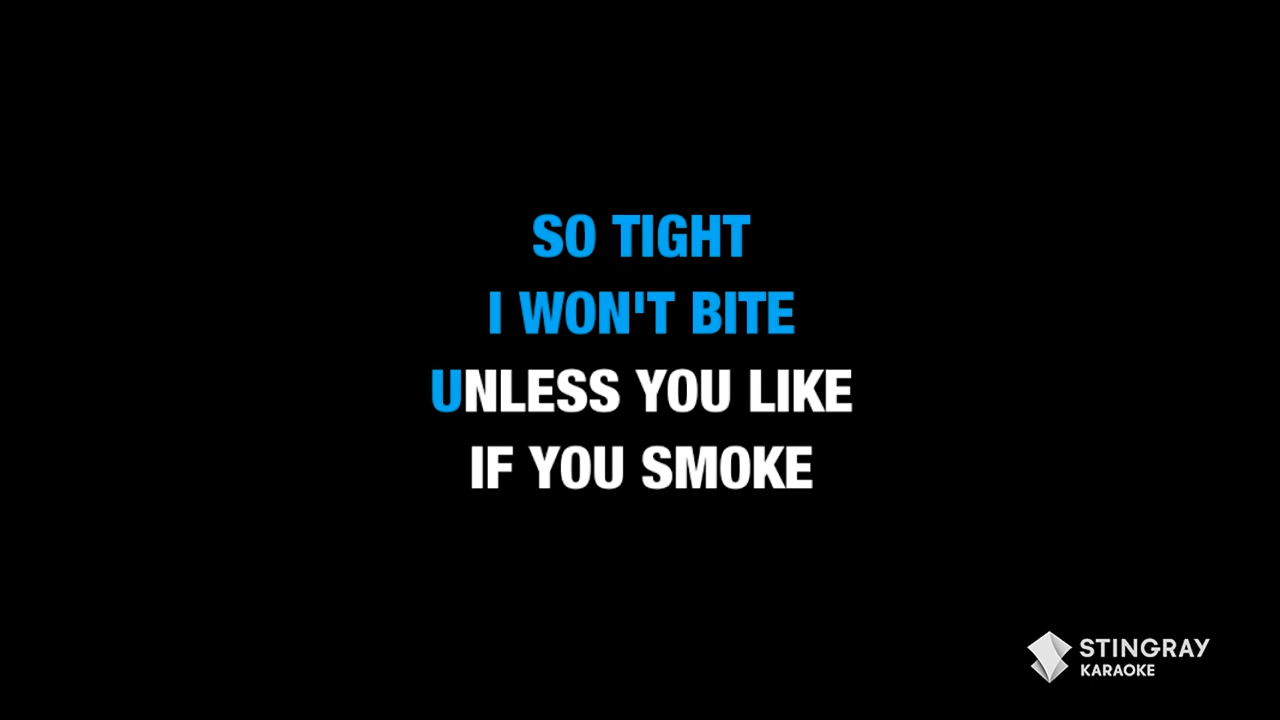 SO TIGHT
I WON'T BITE
UNLESS YOU LIKE
IF YOU SMOKE
STINGRAY
KARAOKE